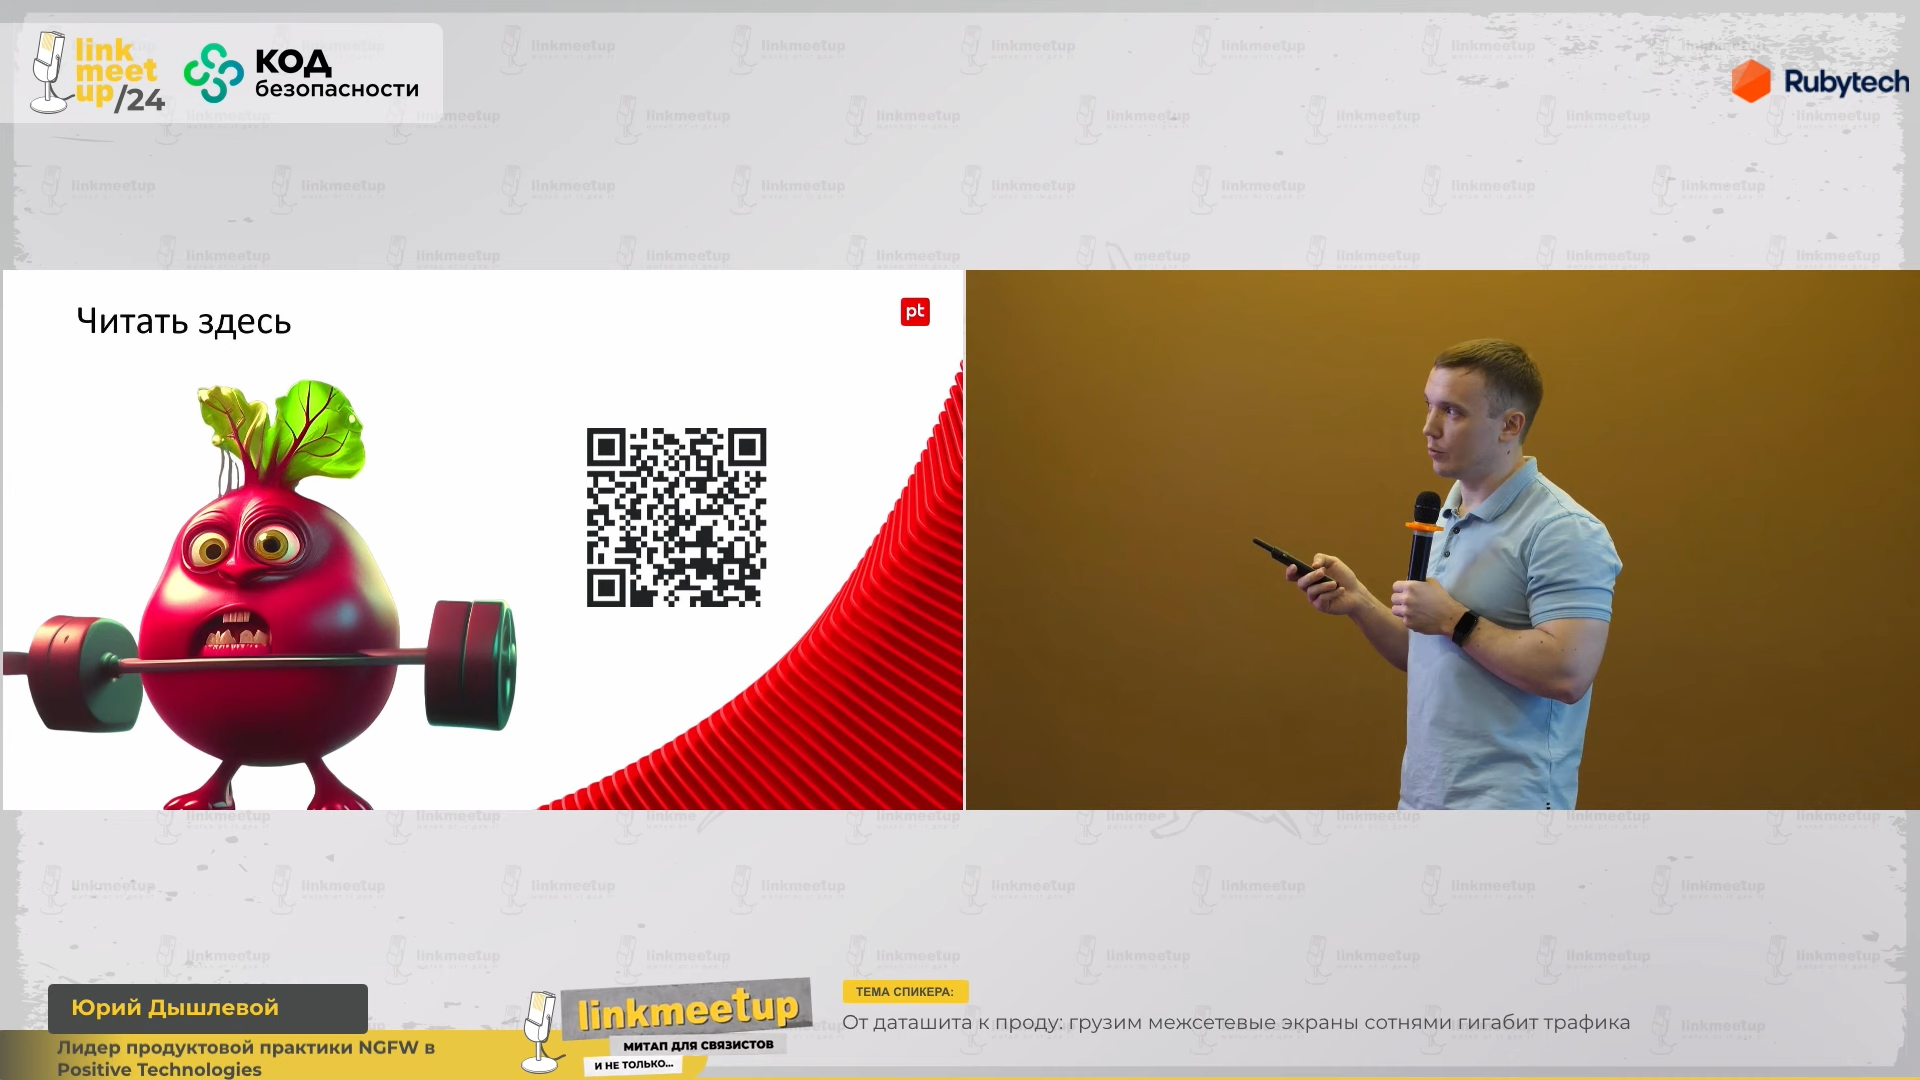 link
meet
up/24
КОД
безопасности
Rubytech
Читать здесь
pt
Юрий Дышлевой
Лидер продуктовой практики NGFW в
Positive Technologies
linkmeetup
МИТАП ДЛЯ СВЯЗИСТОВ
И НЕ ТОЛЬКО...
ТЕМА СПИКЕРА:
От даташита к проду: грузим межсетевые экраны сотнями гигабит трафика